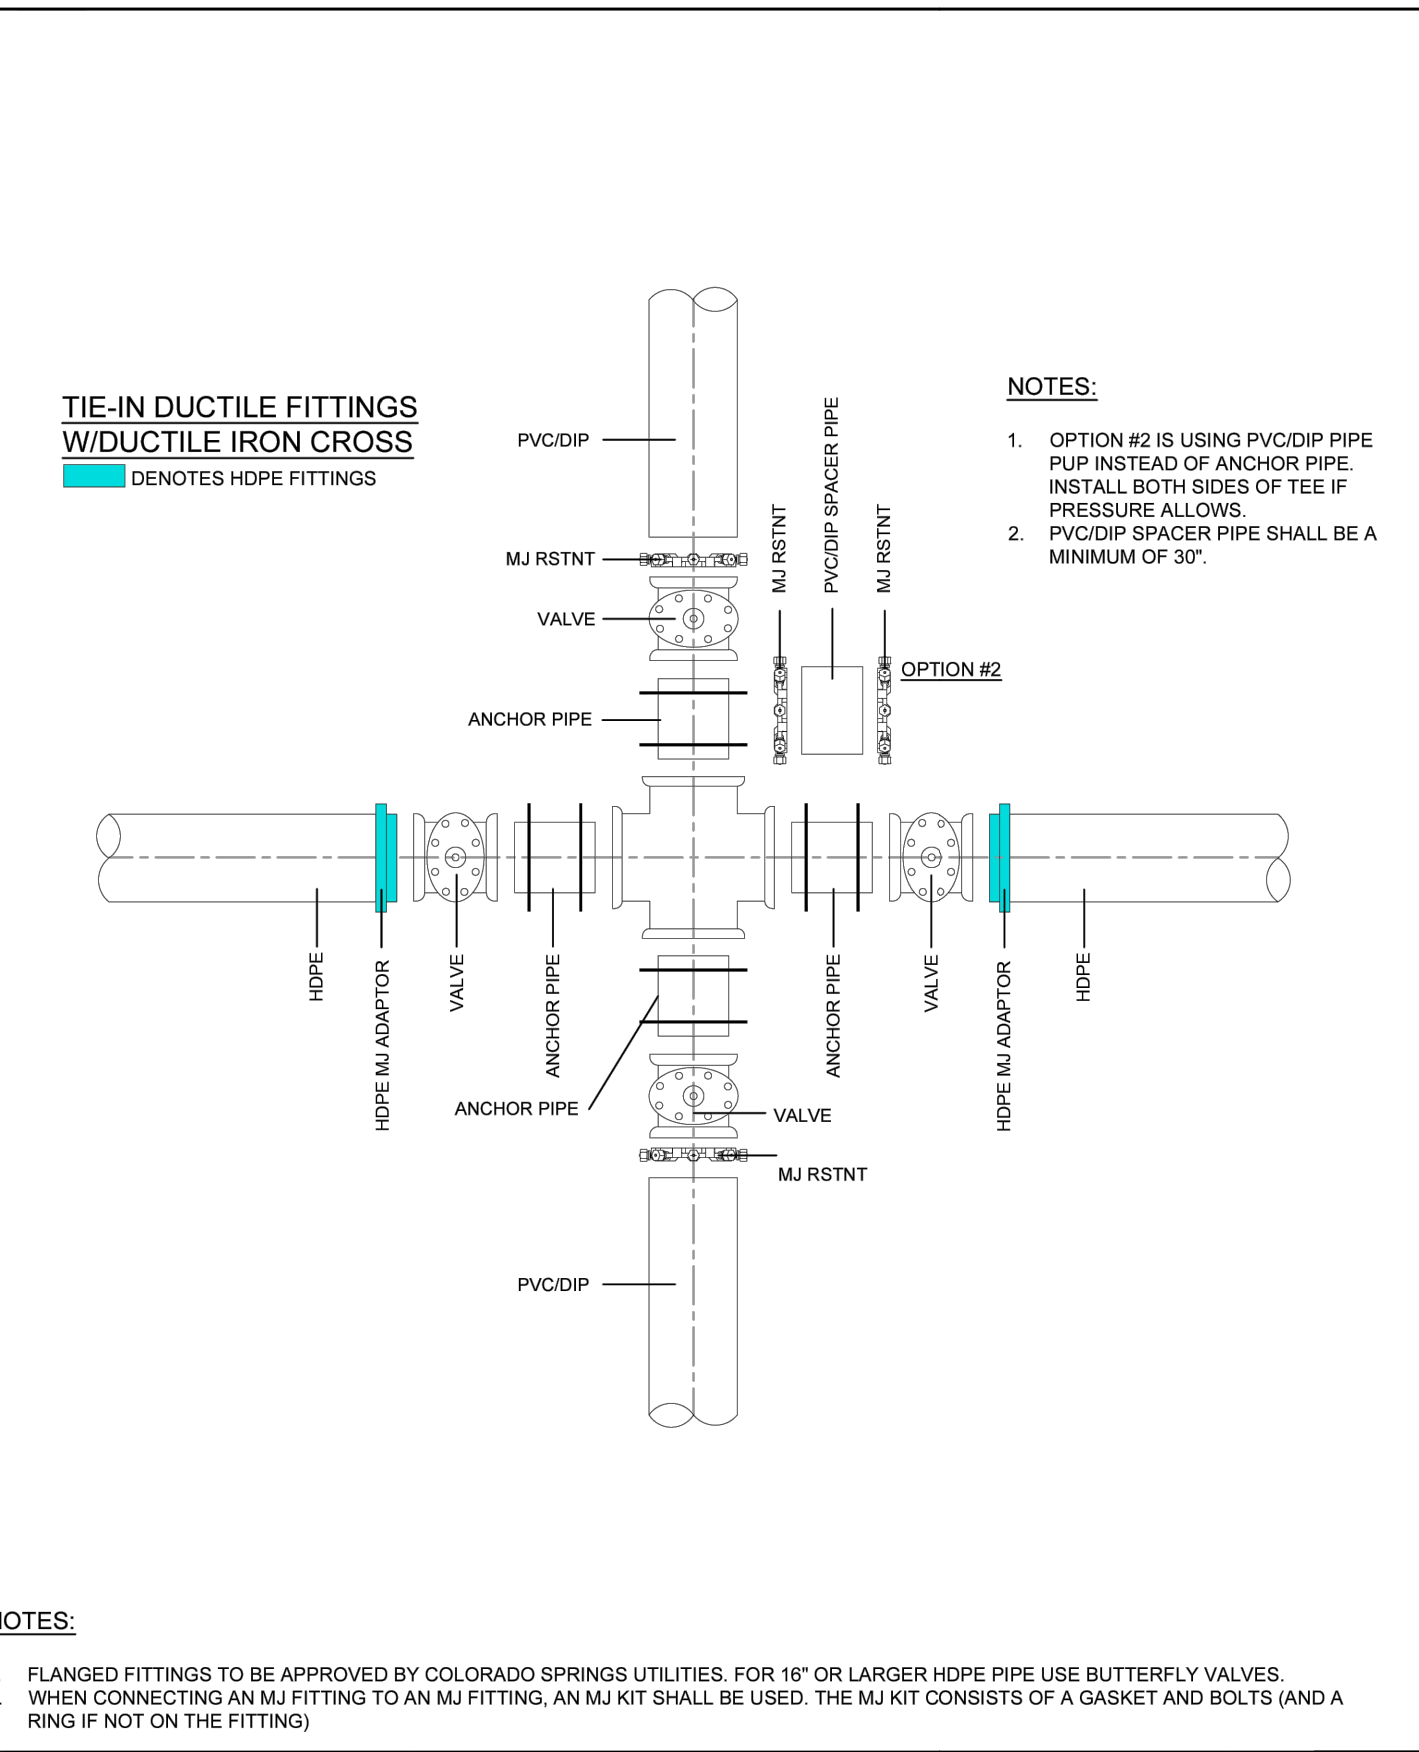 TIE-IN DUCTILE FITTINGS
W/DUCTILE IRON CROSS
DENOTES HDPE FITTINGS
NOTES:
1. OPTION #2 IS USING PVC/DIP PIPE
PUP INSTEAD OF ANCHOR PIPE.
INSTALL BOTH SIDES OF TEE IF
PRESSURE ALLOWS.
2. PVC/DIP SPACER PIPE SHALL BE A
MINIMUM OF 30".
PVC/DIP
MJ RSTNT
VALVE
ANCHOR PIPE
MJ RSTNT
PVC/DIP SPACER PIPE
MJ RSTNT
OPTION #2
HDPE
HDPE MJ ADAPTOR
VALVE
ANCHOR PIPE
ANCHOR PIPE
VALVE
HDPE MJ ADAPTOR
HDPE
ANCHOR PIPE
VALVE
MJ RSTNT
PVC/DIP
NOTES:
FLANGED FITTINGS TO BE APPROVED BY COLORADO SPRINGS UTILITIES. FOR 16" OR LARGER HDPE PIPE USE BUTTERFLY VALVES.
WHEN CONNECTING AN MJ FITTING TO AN MJ FITTING, AN MJ KIT SHALL BE USED. THE MJ KIT CONSISTS OF A GASKET AND BOLTS (AND A
RING IF NOT ON THE FITTING)